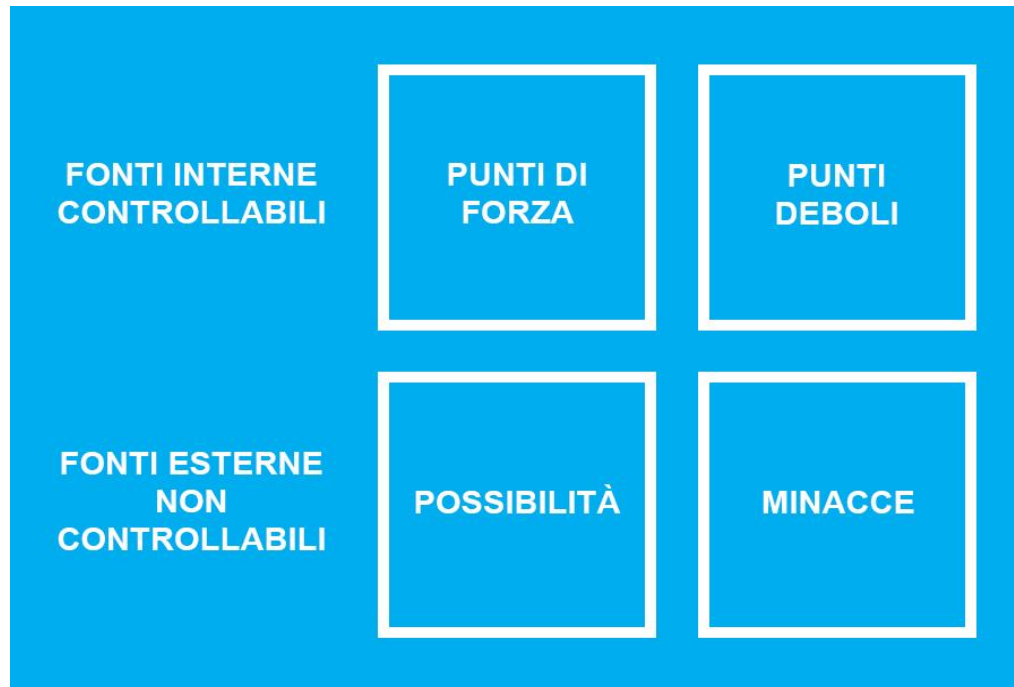 FONTI INTERNE
CONTROLLABILI
PUNTI DI
FORZA
PUNTI
DEBOLI
FONTI ESTERNE
NON
CONTROLLABILI
POSSIBILITÀ
MINACCE